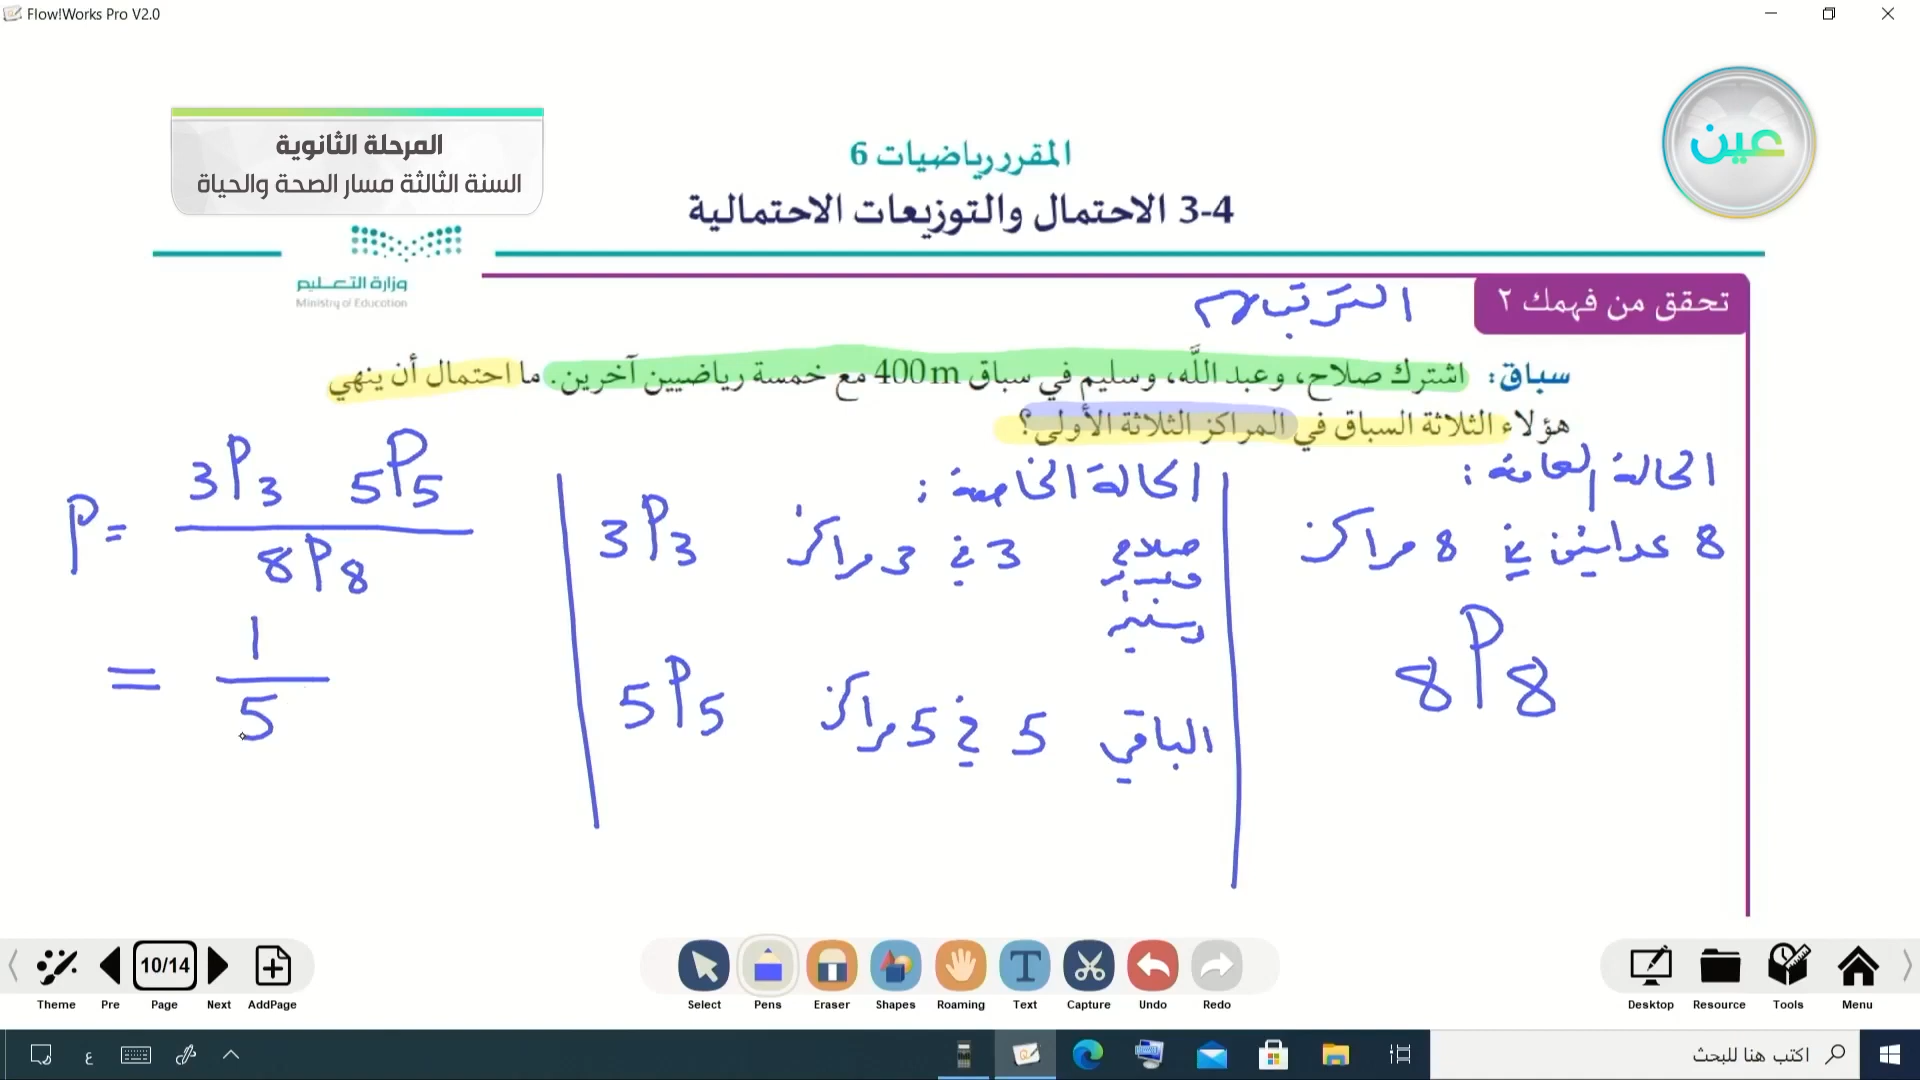 Flow!Works Pro V2.0
عين
المرحلة الثانوية
السنة الثالثة مسار الصحة والحياة
المقرر رياضيات 6
3-4 الاحتمال والتوزيعات الاحتمالية
وزارة التعليم
Ministry of Education
تحقق من فهمك ٢
الترتيب
سباق: اشترك صلاح، وعبد اللَّه، وسليم في سباق 400 m مع خمسة رياضيين آخرين. ما احتمال أن ينهي
هؤلاء الثلاثة السباق في المراكز الثلاثة الأولى؟
الحالة العامة:
8 عدائين في 8 مراكز
8P8
الحالة الخاصة:
صلاح
3 في 3 مراكز 3P3
الباقي 5 في 5 مراكز 5P5
P = 3P3 5P5
8P8
= 1
5
10/14
Theme Pre Page Next AddPage
Select Pens Eraser Shapes Roaming Text Capture Undo Redo
Desktop Resource Tools Menu
ع
اكتب هنا للبحث